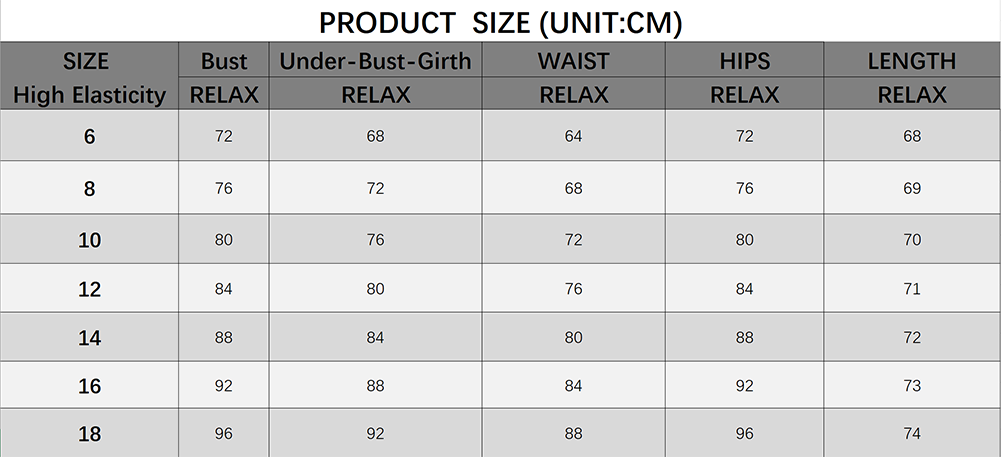 PRODUCT SIZE (UNIT:CM)
SIZE Bust Under-Bust-Girth WAIST HIPS LENGTH
High Elasticity RELAX RELAX RELAX RELAX RELAX
6 72 68 64 72 68
8 76 72 68 76 69
10 80 76 72 80 70
12 84 80 76 84 71
14 88 84 80 88 72
16 92 88 84 92 73
18 96 92 88 96 74